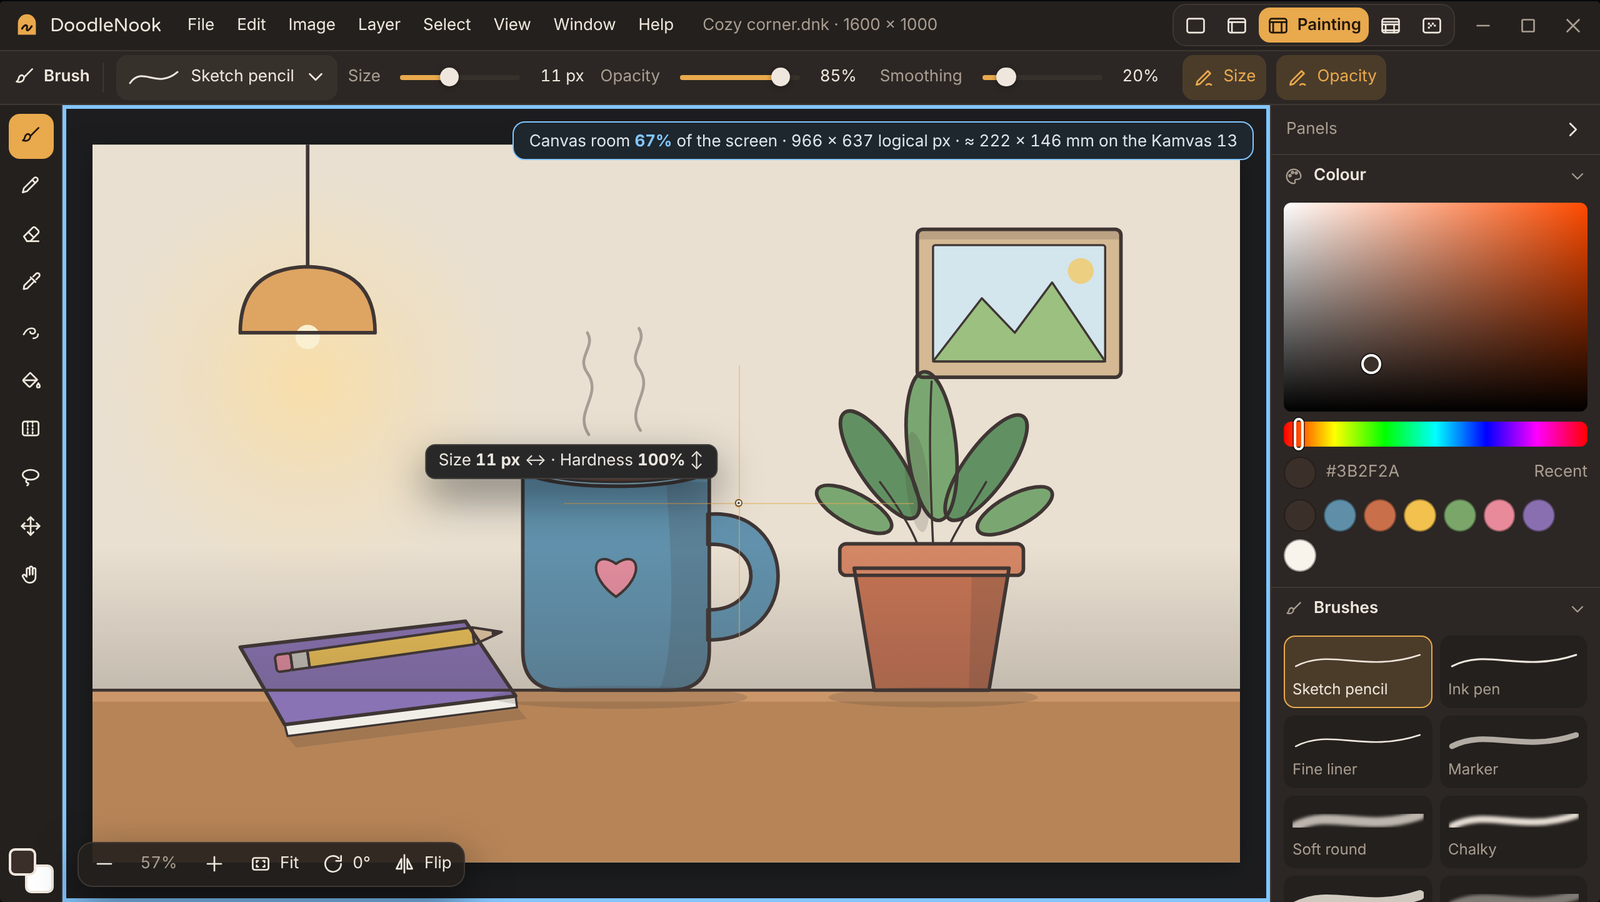 DoodleNook File Edit Image Layer Select View Window Help Cozy corner.dnk · 1600 × 1000 Painting
Brush Sketch pencil Size 11 px Opacity 85% Smoothing 20% Size Opacity
Canvas room 67% of the screen · 966 × 637 logical px · ≈ 222 × 146 mm on the Kamvas 13
Panels
Colour
Size 11 px ↔ · Hardness 100% ↕
#3B2F2A Recent
Brushes
Sketch pencil Ink pen
Fine liner Marker
Soft round Chalky
57% Fit 0° Flip